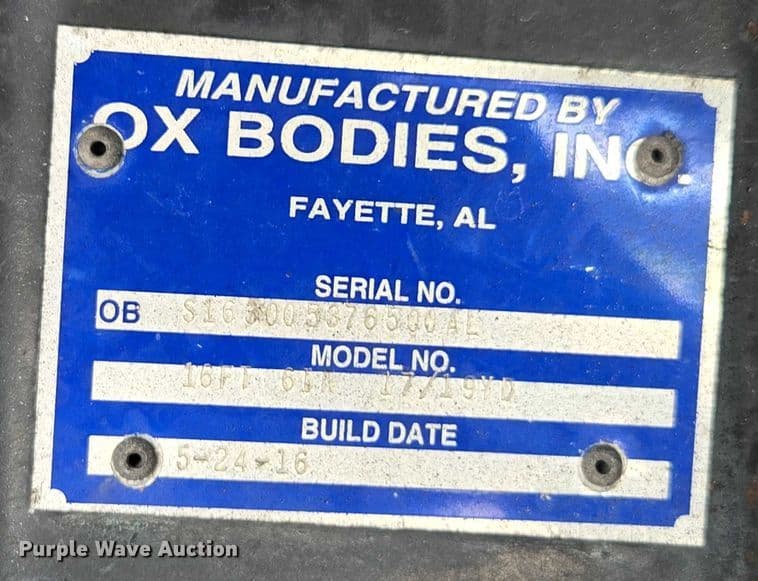 MANUFACTURED BY
OX BODIES, INC.
FAYETTE, AL
SERIAL NO.
OB
MODEL NO.
16FT 6IN 17/19YD
BUILD DATE
5-24-16
Purple Wave Auction